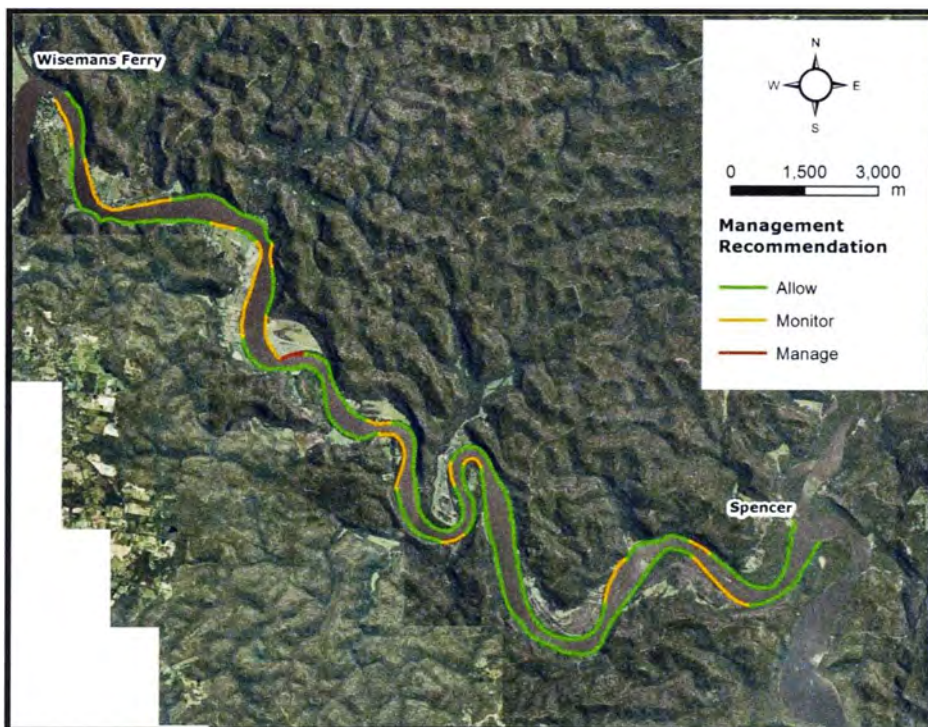 Wisemans Ferry
N
W
E
S
0 1,500 3,000
m
Management
Recommendation
Allow
Monitor
Manage
Spencer